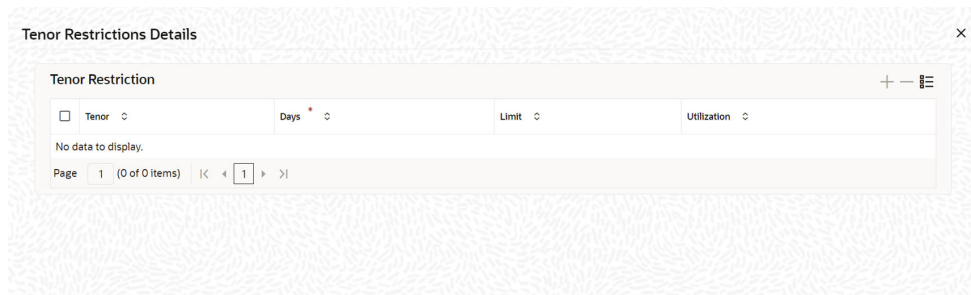 Tenor Restrictions Details
Tenor Restriction
Tenor Days * Limit Utilization
No data to display.
Page 1 (0 of 0 items) 1